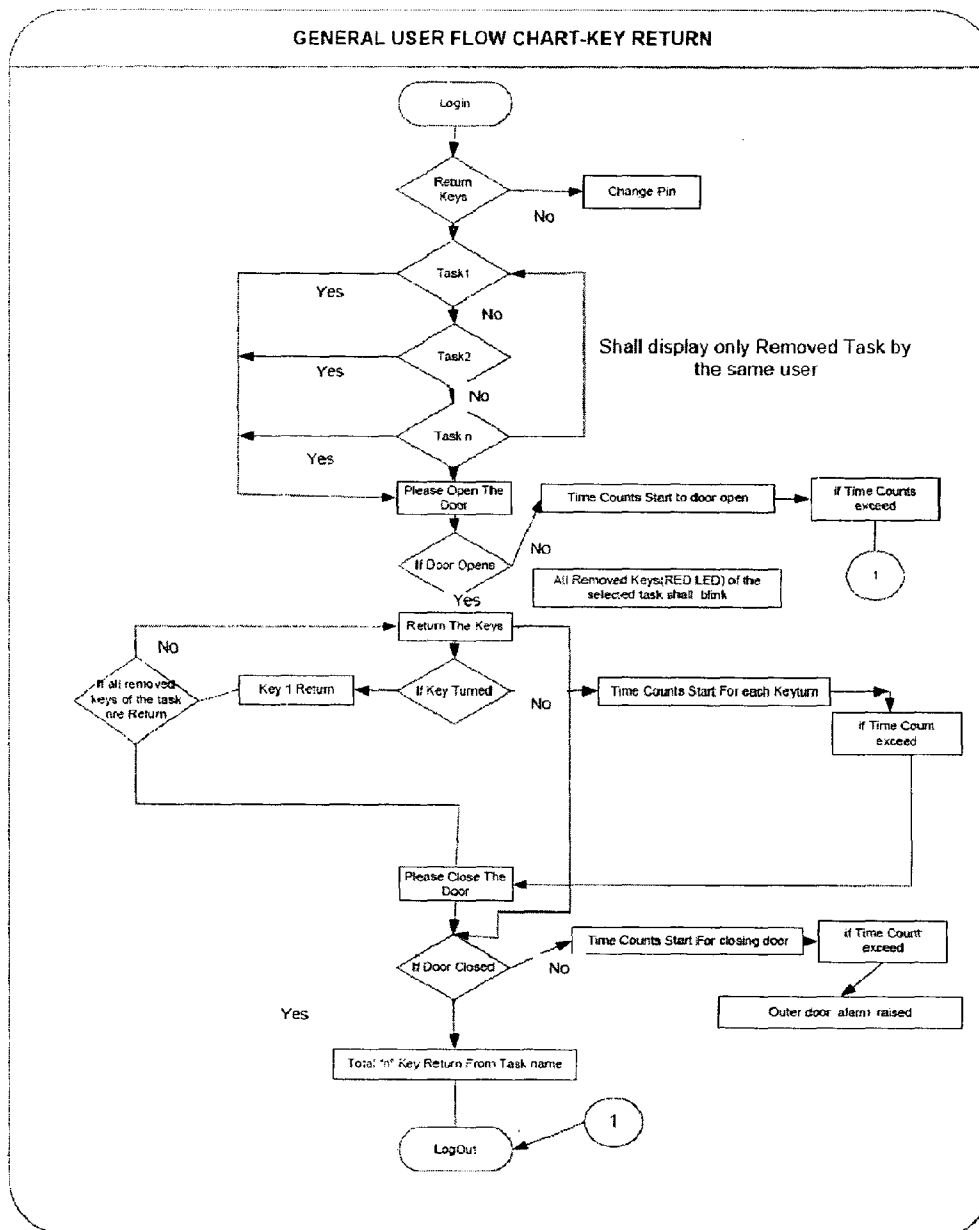 GENERAL USER FLOW CHART-KEY RETURN
Login
Return
Keys
No
Change Pin
Task1
Yes
No
Task2
Yes
No
Shall display only Removed Task by
the same user
Task n
Yes
Please Open The
Door
Time Counts Start to door open
if Time Counts
exceed
If Door Opens
No
1
All Removed Keys(RED LED) of the
selected task shall blink
Yes
Return The Keys
No
If all removed
keys of the task
are Return
Key 1 Return
If Key Turned
No
Time Counts Start For each Keyturn
if Time Count
exceed
Please Close The
Door
If Door Closed
No
Time Counts Start For closing door
if Time Count
exceed
Outer door alarm raised
Yes
Total "n" Key Return From Task name
1
LogOut